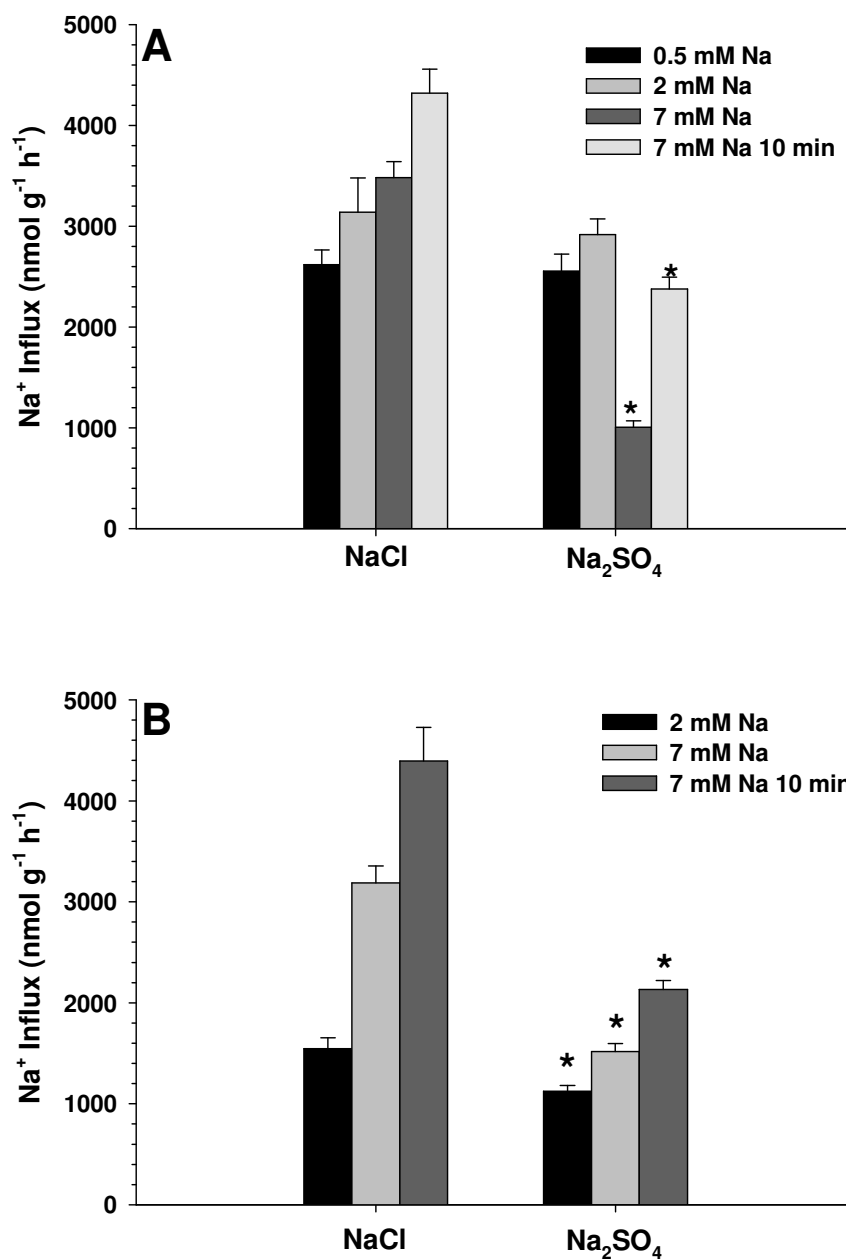 A
5000
4000
3000
2000
1000
0
Na⁺ Influx (nmol g⁻¹ h⁻¹)
0.5 mM Na
2 mM Na
7 mM Na
7 mM Na 10 min
*
*
NaCl
Na₂SO₄
B
5000
4000
3000
2000
1000
0
Na⁺ Influx (nmol g⁻¹ h⁻¹)
2 mM Na
7 mM Na
7 mM Na 10 min
*
*
*
NaCl
Na₂SO₄